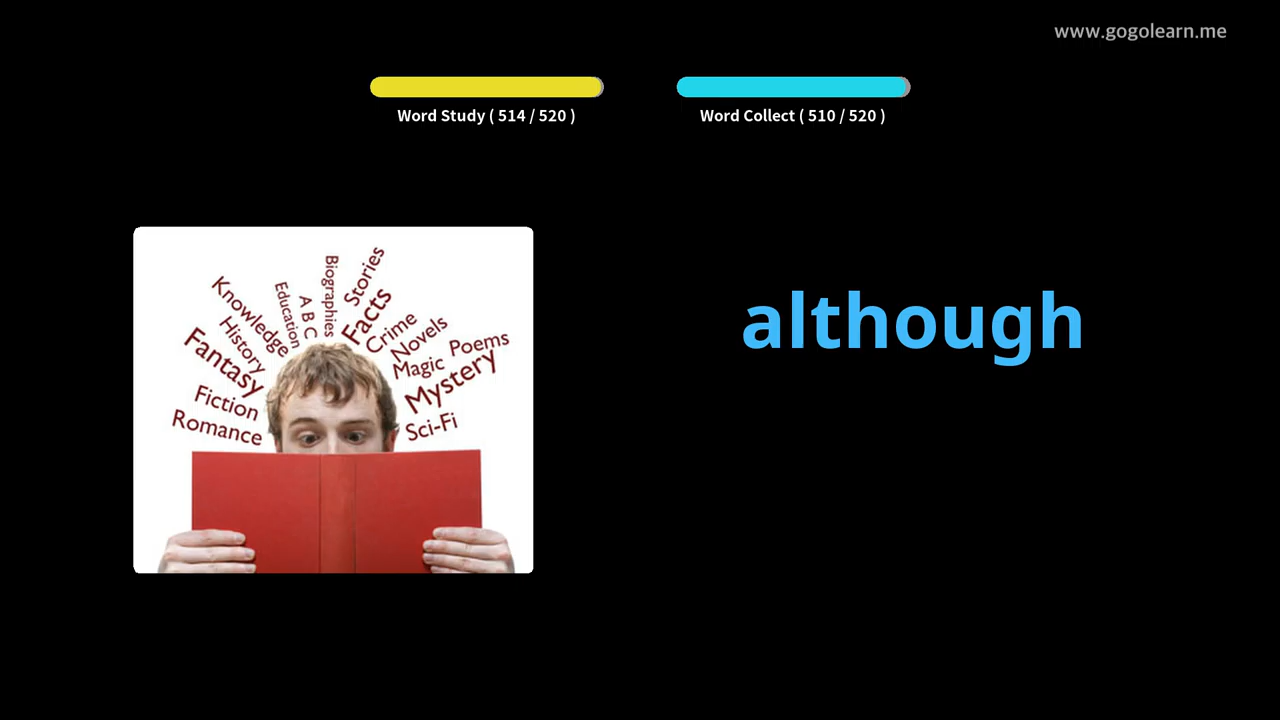 www.gogolearn.me
Word Study ( 514 / 520 )
Word Collect ( 510 / 520 )
although
Romance
Fiction
Fantasy
History
Knowledge
Education
A B C
Biographies
Stories
Facts
Crime
Novels
Magic
Poems
Mystery
Sci-Fi